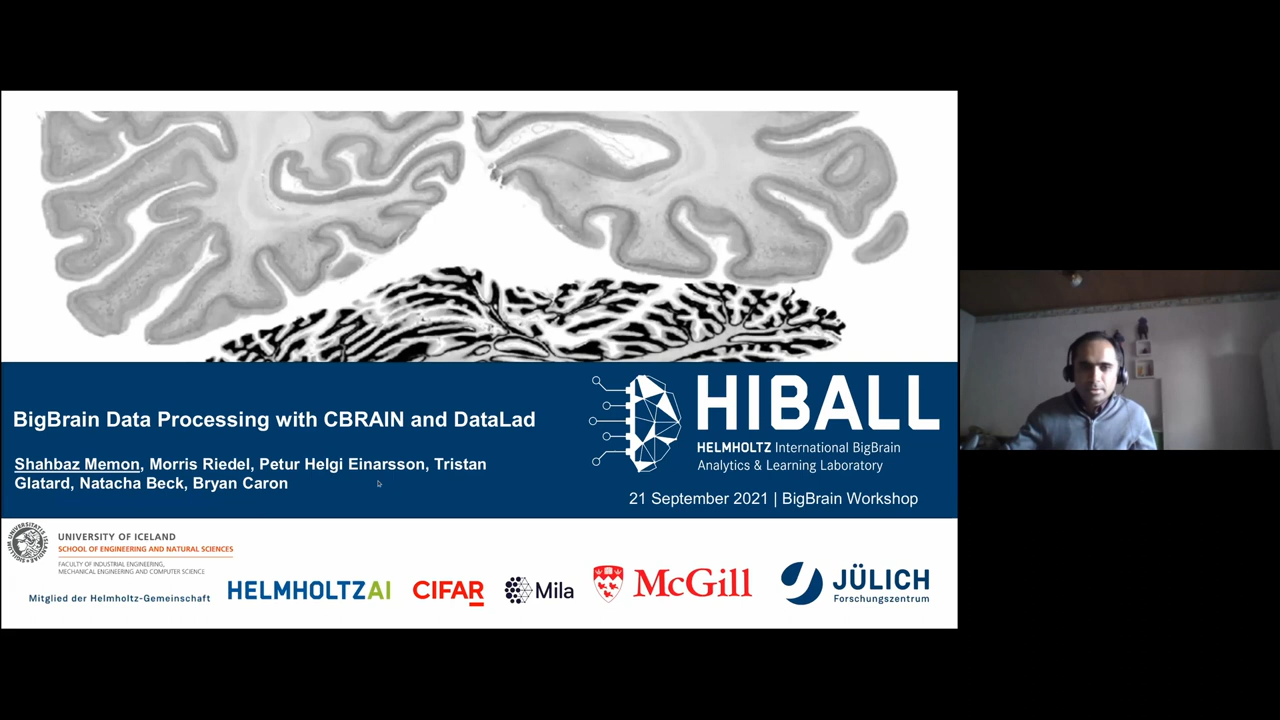 BigBrain Data Processing with CBRAIN and DataLad
Shahbaz Memon, Morris Riedel, Petur Helgi Einarsson, Tristan
Glatard, Natacha Beck, Bryan Caron
HIBALL
HELMHOLTZ International BigBrain
Analytics & Learning Laboratory
21 September 2021 | BigBrain Workshop
UNIVERSITY OF ICELAND
SCHOOL OF ENGINEERING AND NATURAL SCIENCES
FACULTY OF INDUSTRIAL ENGINEERING,
MECHANICAL ENGINEERING AND COMPUTER SCIENCE
Mitglied der Helmholtz-Gemeinschaft
HELMHOLTZAI
CIFAR
Mila
McGill
JÜLICH
Forschungszentrum